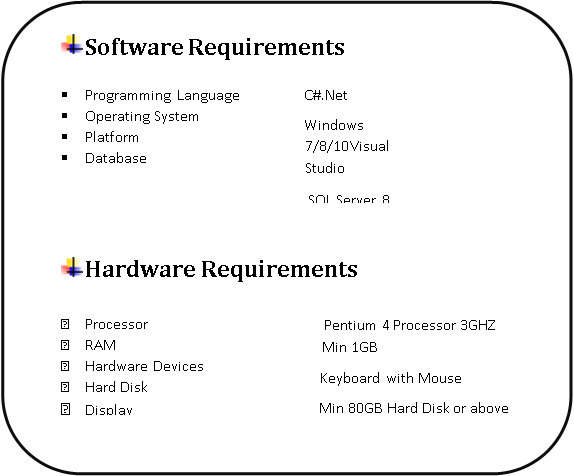 Software Requirements
Programming Language C#.Net
Operating System Windows
Platform 7/8/10Visual
Database Studio
SQL Server 8
Hardware Requirements
Processor Pentium 4 Processor 3GHZ
RAM Min 1GB
Hardware Devices Keyboard with Mouse
Hard Disk Min 80GB Hard Disk or above
Display